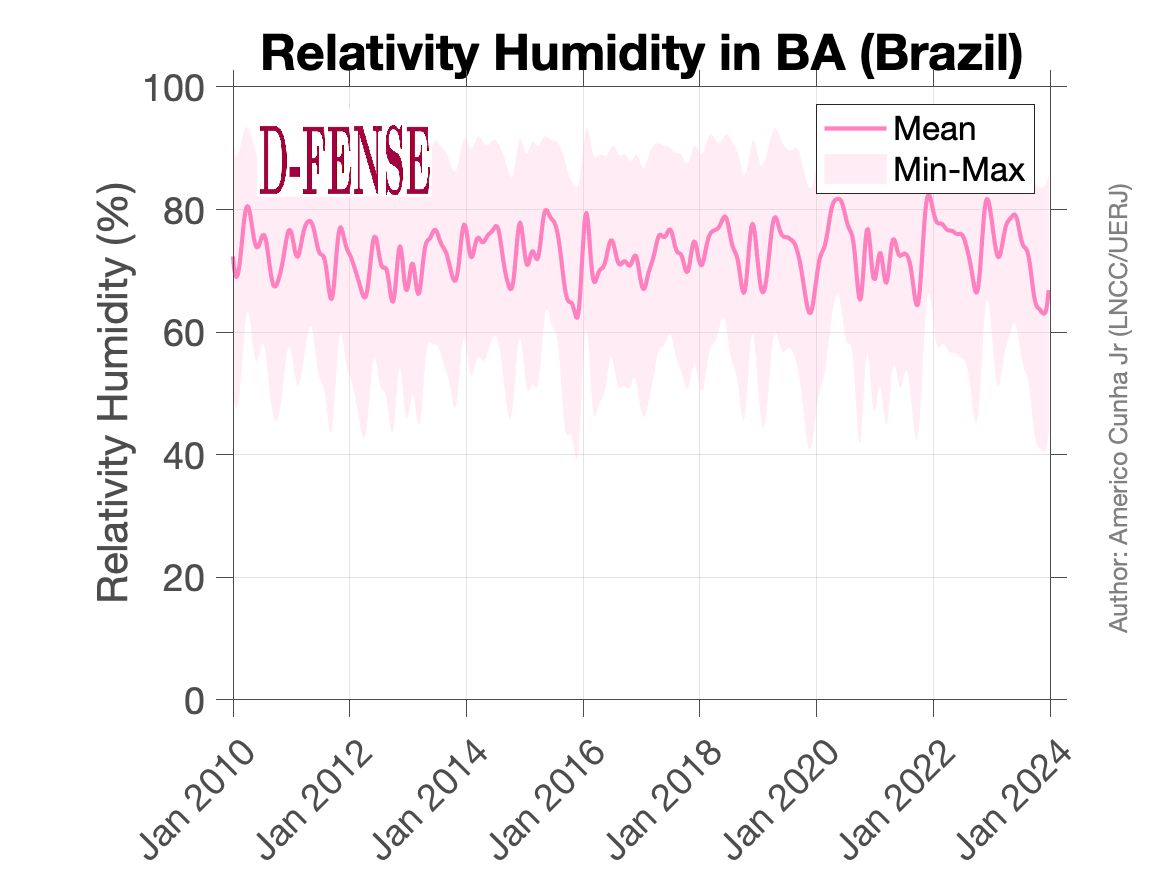 Relativity Humidity in BA (Brazil)
D-FENSE
Mean
Min-Max
Relativity Humidity (%)
100
80
60
40
20
0
Jan 2010
Jan 2012
Jan 2014
Jan 2016
Jan 2018
Jan 2020
Jan 2022
Jan 2024
Author: Americo Cunha Jr (LNCC/UERJ)